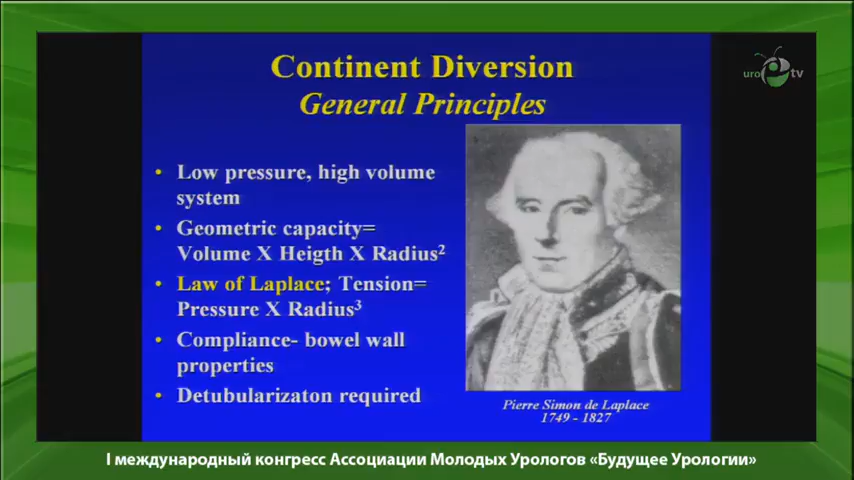 Continent Diversion
General Principles
uro tv
• Low pressure, high volume
system
• Geometric capacity=
Volume X Heigth X Radius²
• Law of Laplace; Tension=
Pressure X Radius³
• Compliance- bowel wall
properties
• Detubularizaton required
Pierre Simon de Laplace
1749 - 1827
I международный конгресс Ассоциации Молодых Урологов «Будущее Урологии»